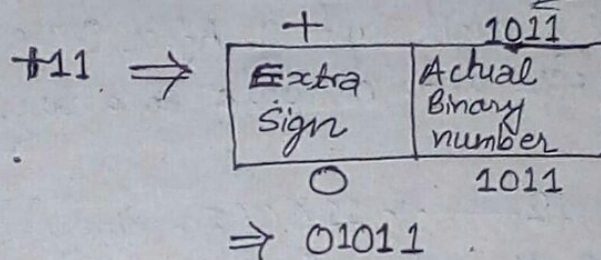 + 1011
+11 ⇒ Extra Actual
Sign Binary
number
0 1011
⇒ 01011